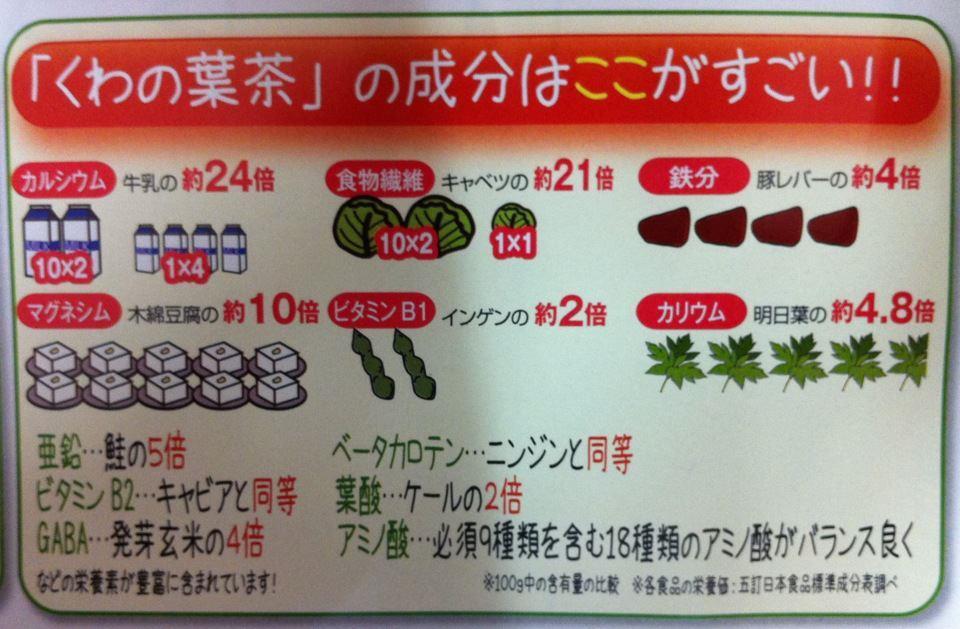 「くわの葉茶」の成分はここがすごい!!
カルシウム 牛乳の約24倍
10×2 1×4
食物繊維 キャベツの約21倍
10×2 1×1
鉄分 豚レバーの約4倍
マグネシム 木綿豆腐の約10倍
ビタミンB1 インゲンの約2倍
カリウム 明日葉の約4.8倍
亜鉛…鮭の5倍
ビタミンB2…キャビアと同等
GABA…発芽玄米の4倍
などの栄養素が豊富に含まれています!
ベータカロテン…ニンジンと同等
葉酸…ケールの2倍
アミノ酸…必須9種類を含む18種類のアミノ酸がバランス良く
※100g中の含有量の比較 ※各食品の栄養価:五訂日本食品標準成分表調べ